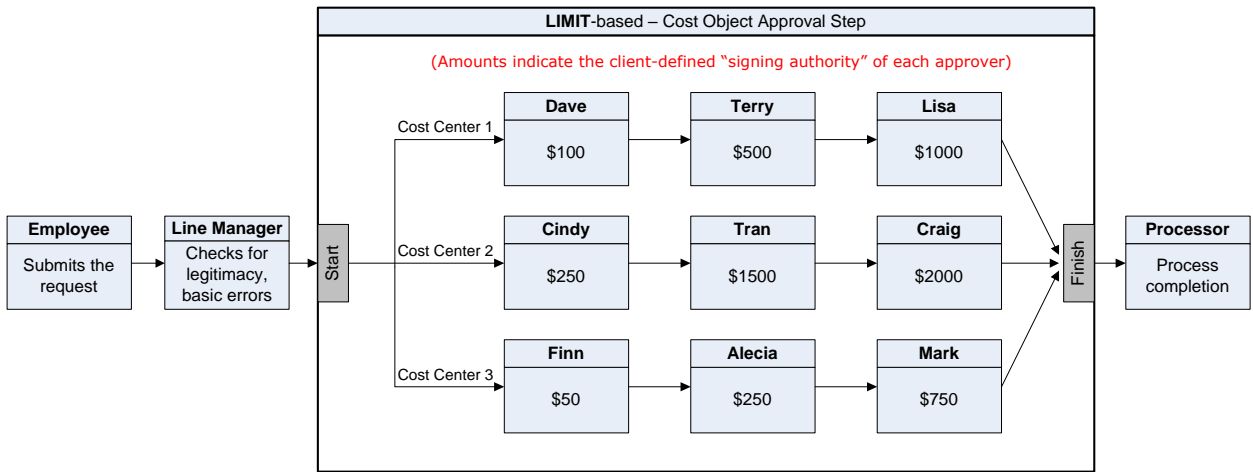 LIMIT-based – Cost Object Approval Step
(Amounts indicate the client-defined “signing authority” of each approver)
Employee
Submits the
request
Line Manager
Checks for
legitimacy,
basic errors
Start
Cost Center 1
Dave
$100
Terry
$500
Lisa
$1000
Cost Center 2
Cindy
$250
Tran
$1500
Craig
$2000
Cost Center 3
Finn
$50
Alecia
$250
Mark
$750
Finish
Processor
Process
completion